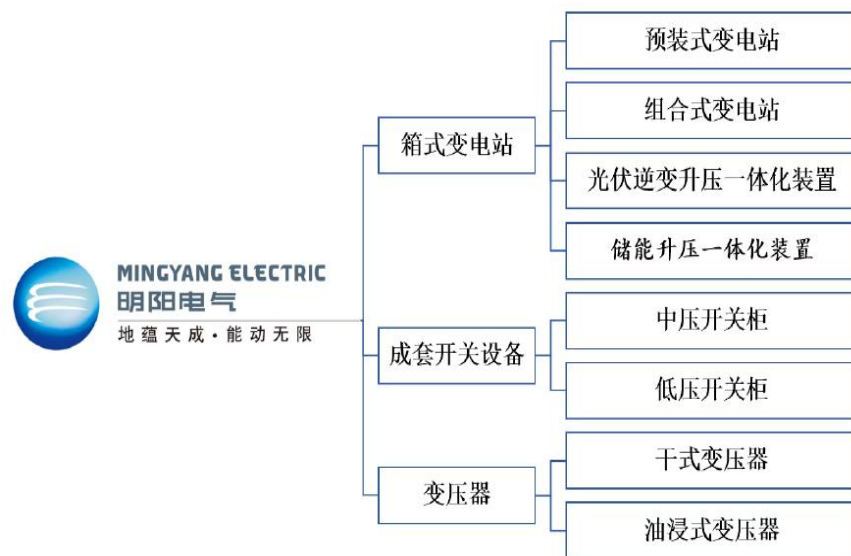 MINGYANG ELECTRIC
明阳电气
地蕴天成·能动无限
箱式变电站
预装式变电站
组合式变电站
光伏逆变升压一体化装置
储能升压一体化装置
成套开关设备
中压开关柜
低压开关柜
变压器
干式变压器
油浸式变压器